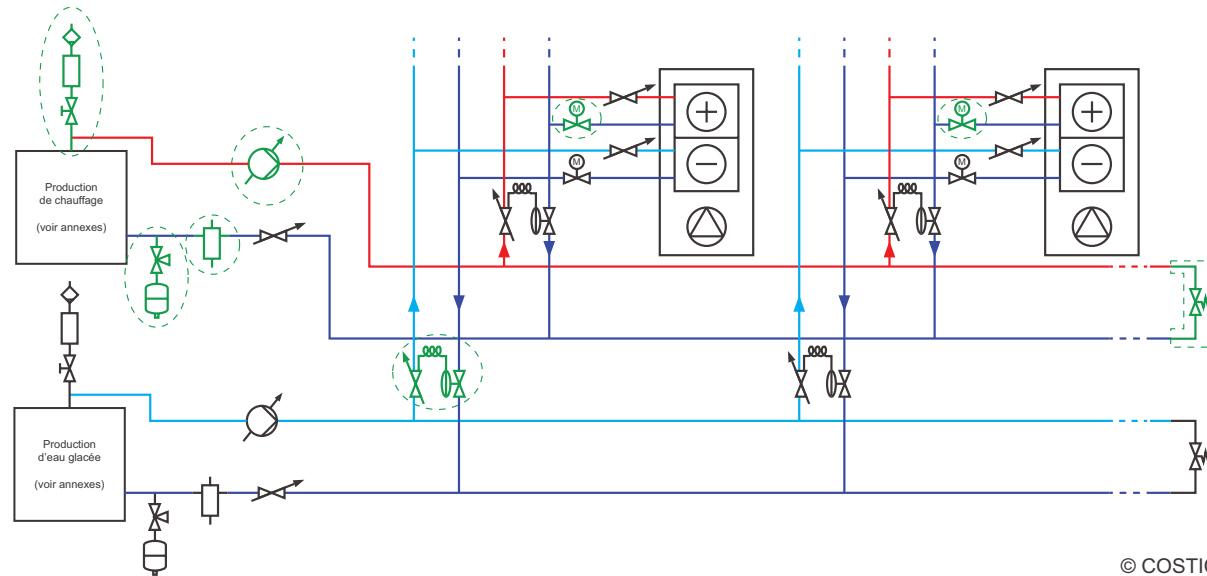 M
M
M
M
Production
de chauffage
(voir annexes)
Production
d'eau glacée
(voir annexes)
© COSTIC